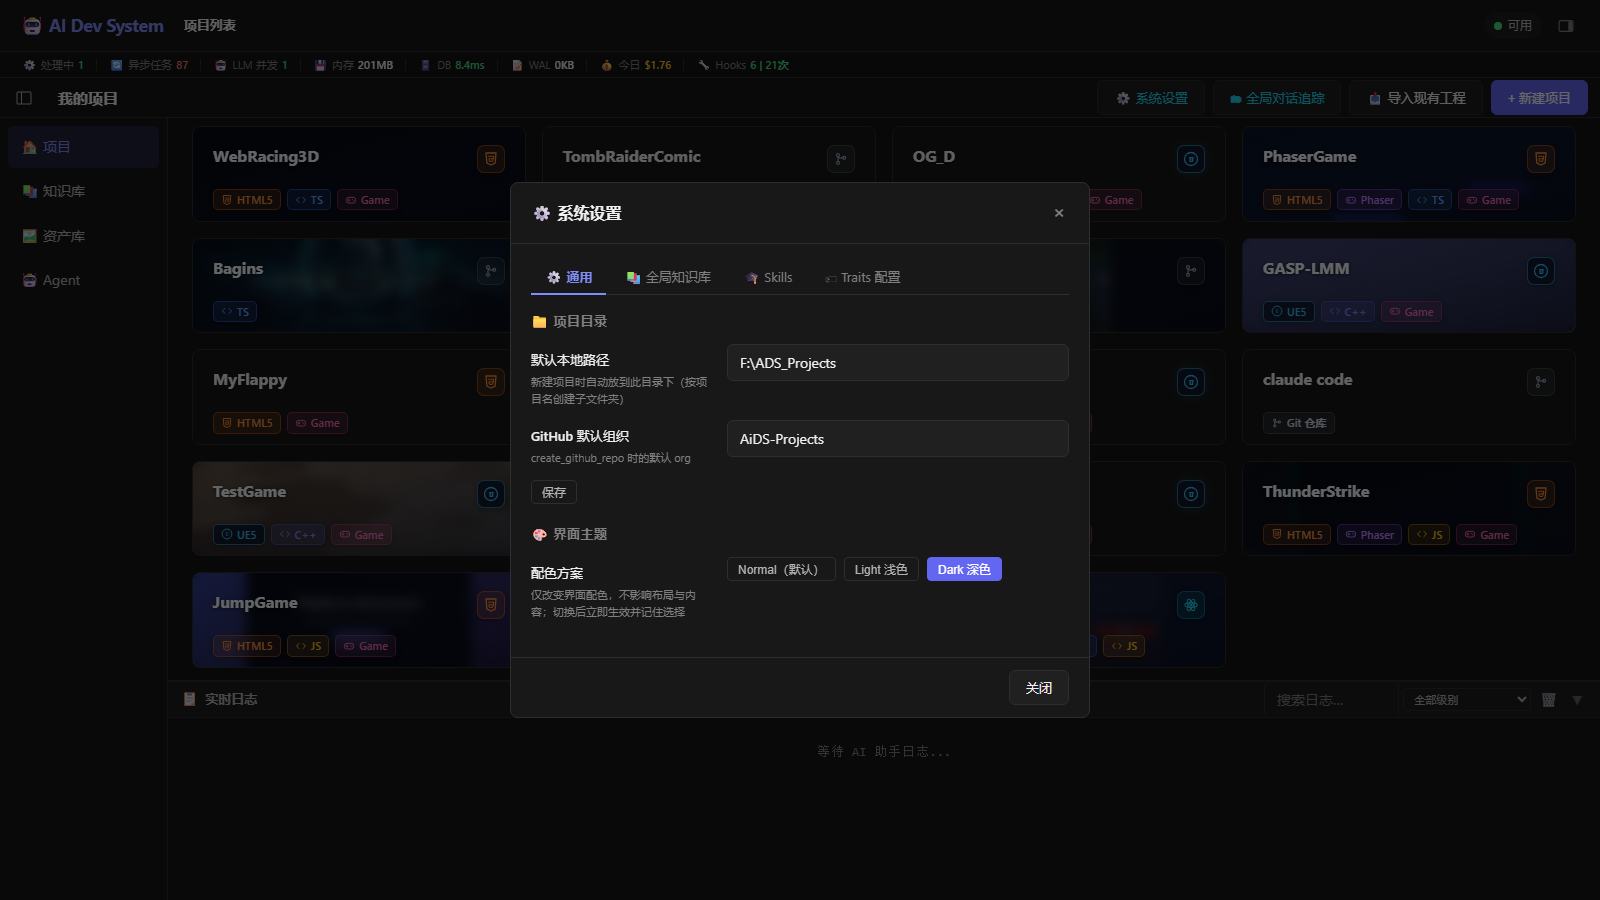 AI Dev System 项目列表
可用
处理中 1 异步任务 87 LLM 并发 1 内存 201MB DB 8.4ms WAL 0KB 今日 $1.76 Hooks 6 | 21次
我的项目
系统设置 全局对话追踪 导入现有工程 + 新建项目
项目
知识库
资产库
Agent
WebRacing3D
HTML5 TS Game
TombRaiderComic
OG_D
Game
PhaserGame
HTML5 Phaser TS Game
Bagins
TS
GASP-LMM
UE5 C++ Game
MyFlappy
HTML5 Game
claude code
Git 仓库
TestGame
UE5 C++ Game
ThunderStrike
HTML5 Phaser JS Game
JumpGame
HTML5 JS Game
JS
系统设置 ×
通用 全局知识库 Skills Traits 配置
项目目录
默认本地路径
新建项目时自动放到此目录下（按项
目名创建子文件夹）
F:\ADS_Projects
GitHub 默认组织
create_github_repo 时的默认 org
AiDS-Projects
保存
界面主题
配色方案
仅改变界面配色，不影响布局与内
容；切换后立即生效并记住选择
Normal（默认） Light 浅色 Dark 深色
关闭
实时日志
搜索日志... 全部级别
等待 AI 助手日志...